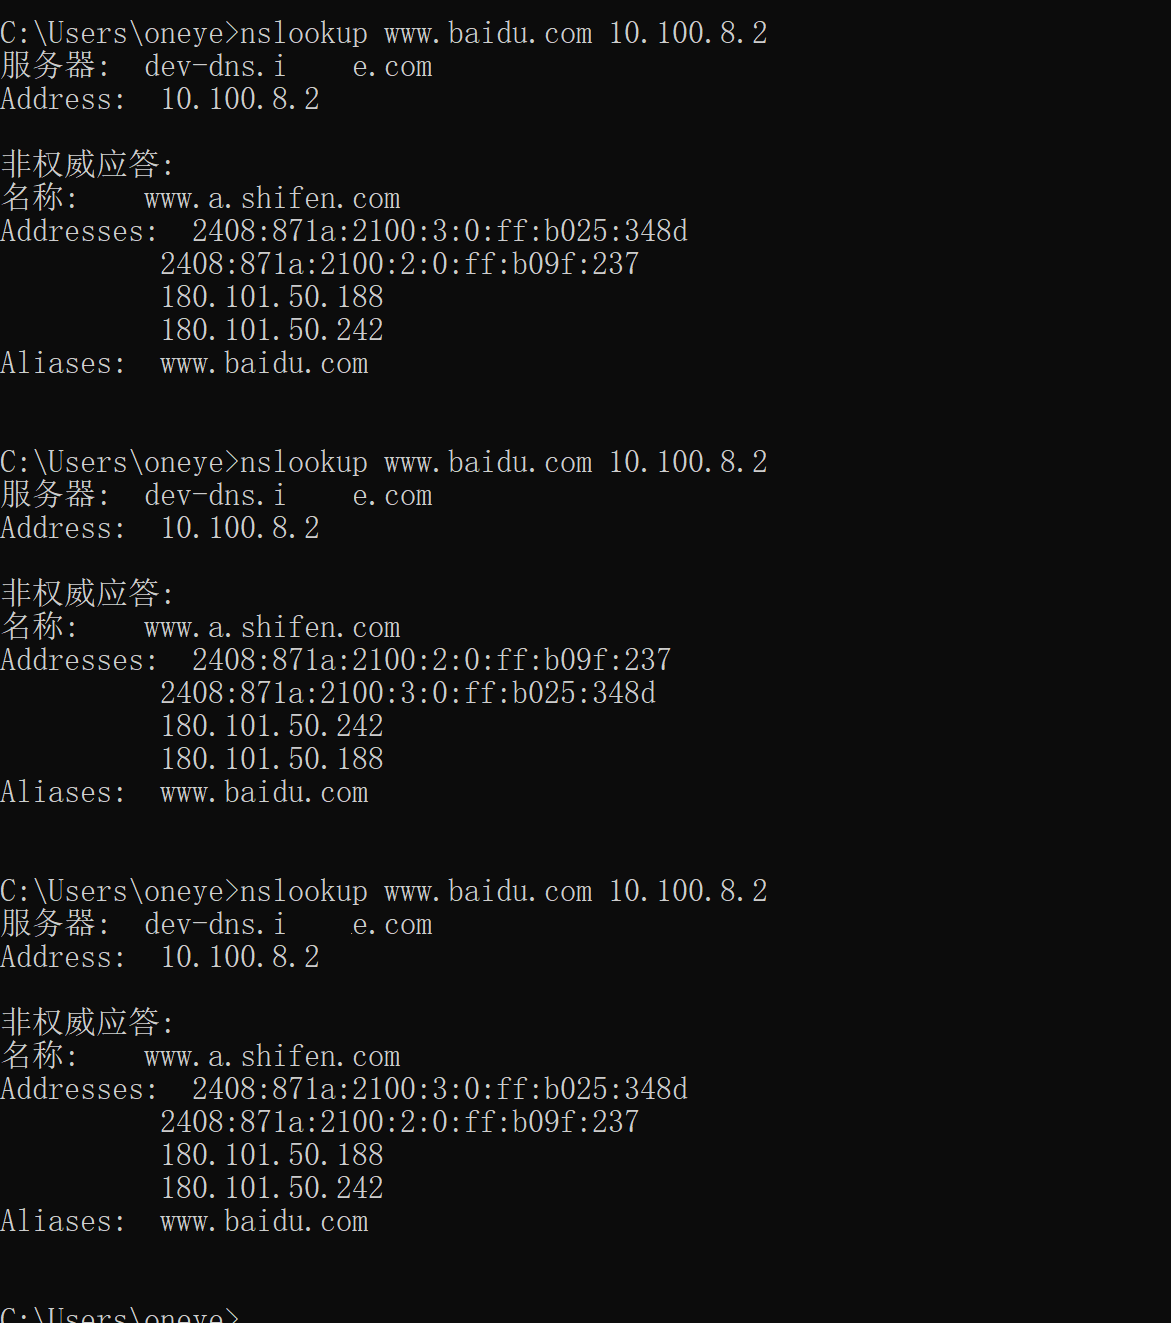 C:\Users\oneye>nslookup www.baidu.com 10.100.8.2
服务器:  dev-dns.i    e.com
Address:  10.100.8.2
非权威应答:
名称:    www.a.shifen.com
Addresses:  2408:871a:2100:3:0:ff:b025:348d
2408:871a:2100:2:0:ff:b09f:237
180.101.50.188
180.101.50.242
Aliases:  www.baidu.com
C:\Users\oneye>nslookup www.baidu.com 10.100.8.2
服务器:  dev-dns.i    e.com
Address:  10.100.8.2
非权威应答:
名称:    www.a.shifen.com
Addresses:  2408:871a:2100:2:0:ff:b09f:237
2408:871a:2100:3:0:ff:b025:348d
180.101.50.242
180.101.50.188
Aliases:  www.baidu.com
C:\Users\oneye>nslookup www.baidu.com 10.100.8.2
服务器:  dev-dns.i    e.com
Address:  10.100.8.2
非权威应答:
名称:    www.a.shifen.com
Addresses:  2408:871a:2100:3:0:ff:b025:348d
2408:871a:2100:2:0:ff:b09f:237
180.101.50.188
180.101.50.242
Aliases:  www.baidu.com
C:\Users\oneye>